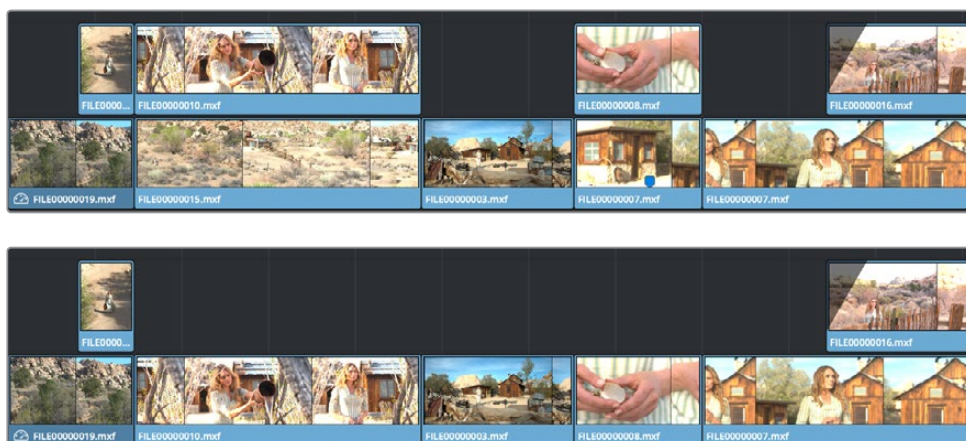 FILE0000... FILE00000010.mxf FILE00000008.mxf FILE00000016.mxf
FILE00000019.mxf FILE00000015.mxf FILE00000003.mxf FILE00000007.mxf FILE00000007.mxf
FILE0000... FILE00000016.mxf
FILE00000019.mxf FILE00000010.mxf FILE00000003.mxf FILE00000008.mxf FILE00000007.mxf